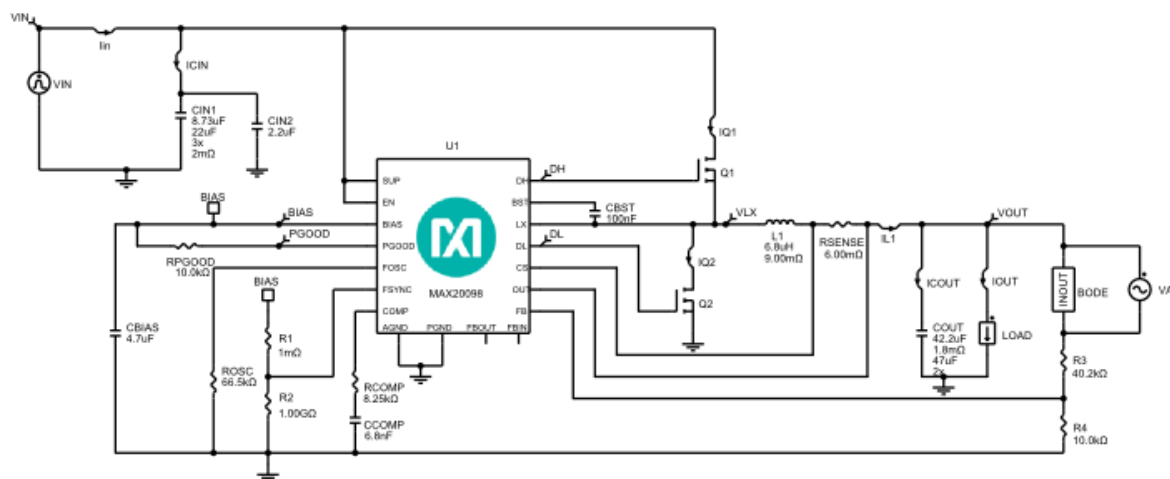 VIN
Iin
VIN
ICIN
CIN1
8.73uF
22uF
3x
2mΩ
CIN2
2.2uF
BIAS
BIAS
PGOOD
RPGOOD
10.0kΩ
CBIAS
4.7uF
ROSC
66.5kΩ
BIAS
R1
1mΩ
R2
1.00GΩ
RCOMP
8.25kΩ
CCOMP
6.8nF
U1
SUP
EN
BIAS
PGOOD
FOSC
FSYNC
COMP
AGND
PGND
FBOUT
FBIN
DH
BST
LX
DL
CS
OUT
FB
MAX20098
DH
CBST
100nF
DL
IQ1
Q1
IQ2
Q2
VLX
L1
6.8uH
9.00mΩ
RSENSE
6.00mΩ
IL1
VOUT
ICOUT
COUT
42.2uF
1.8mΩ
47uF
2x
IOUT
LOAD
INOUT
BODE
R3
40.2kΩ
R4
10.0kΩ